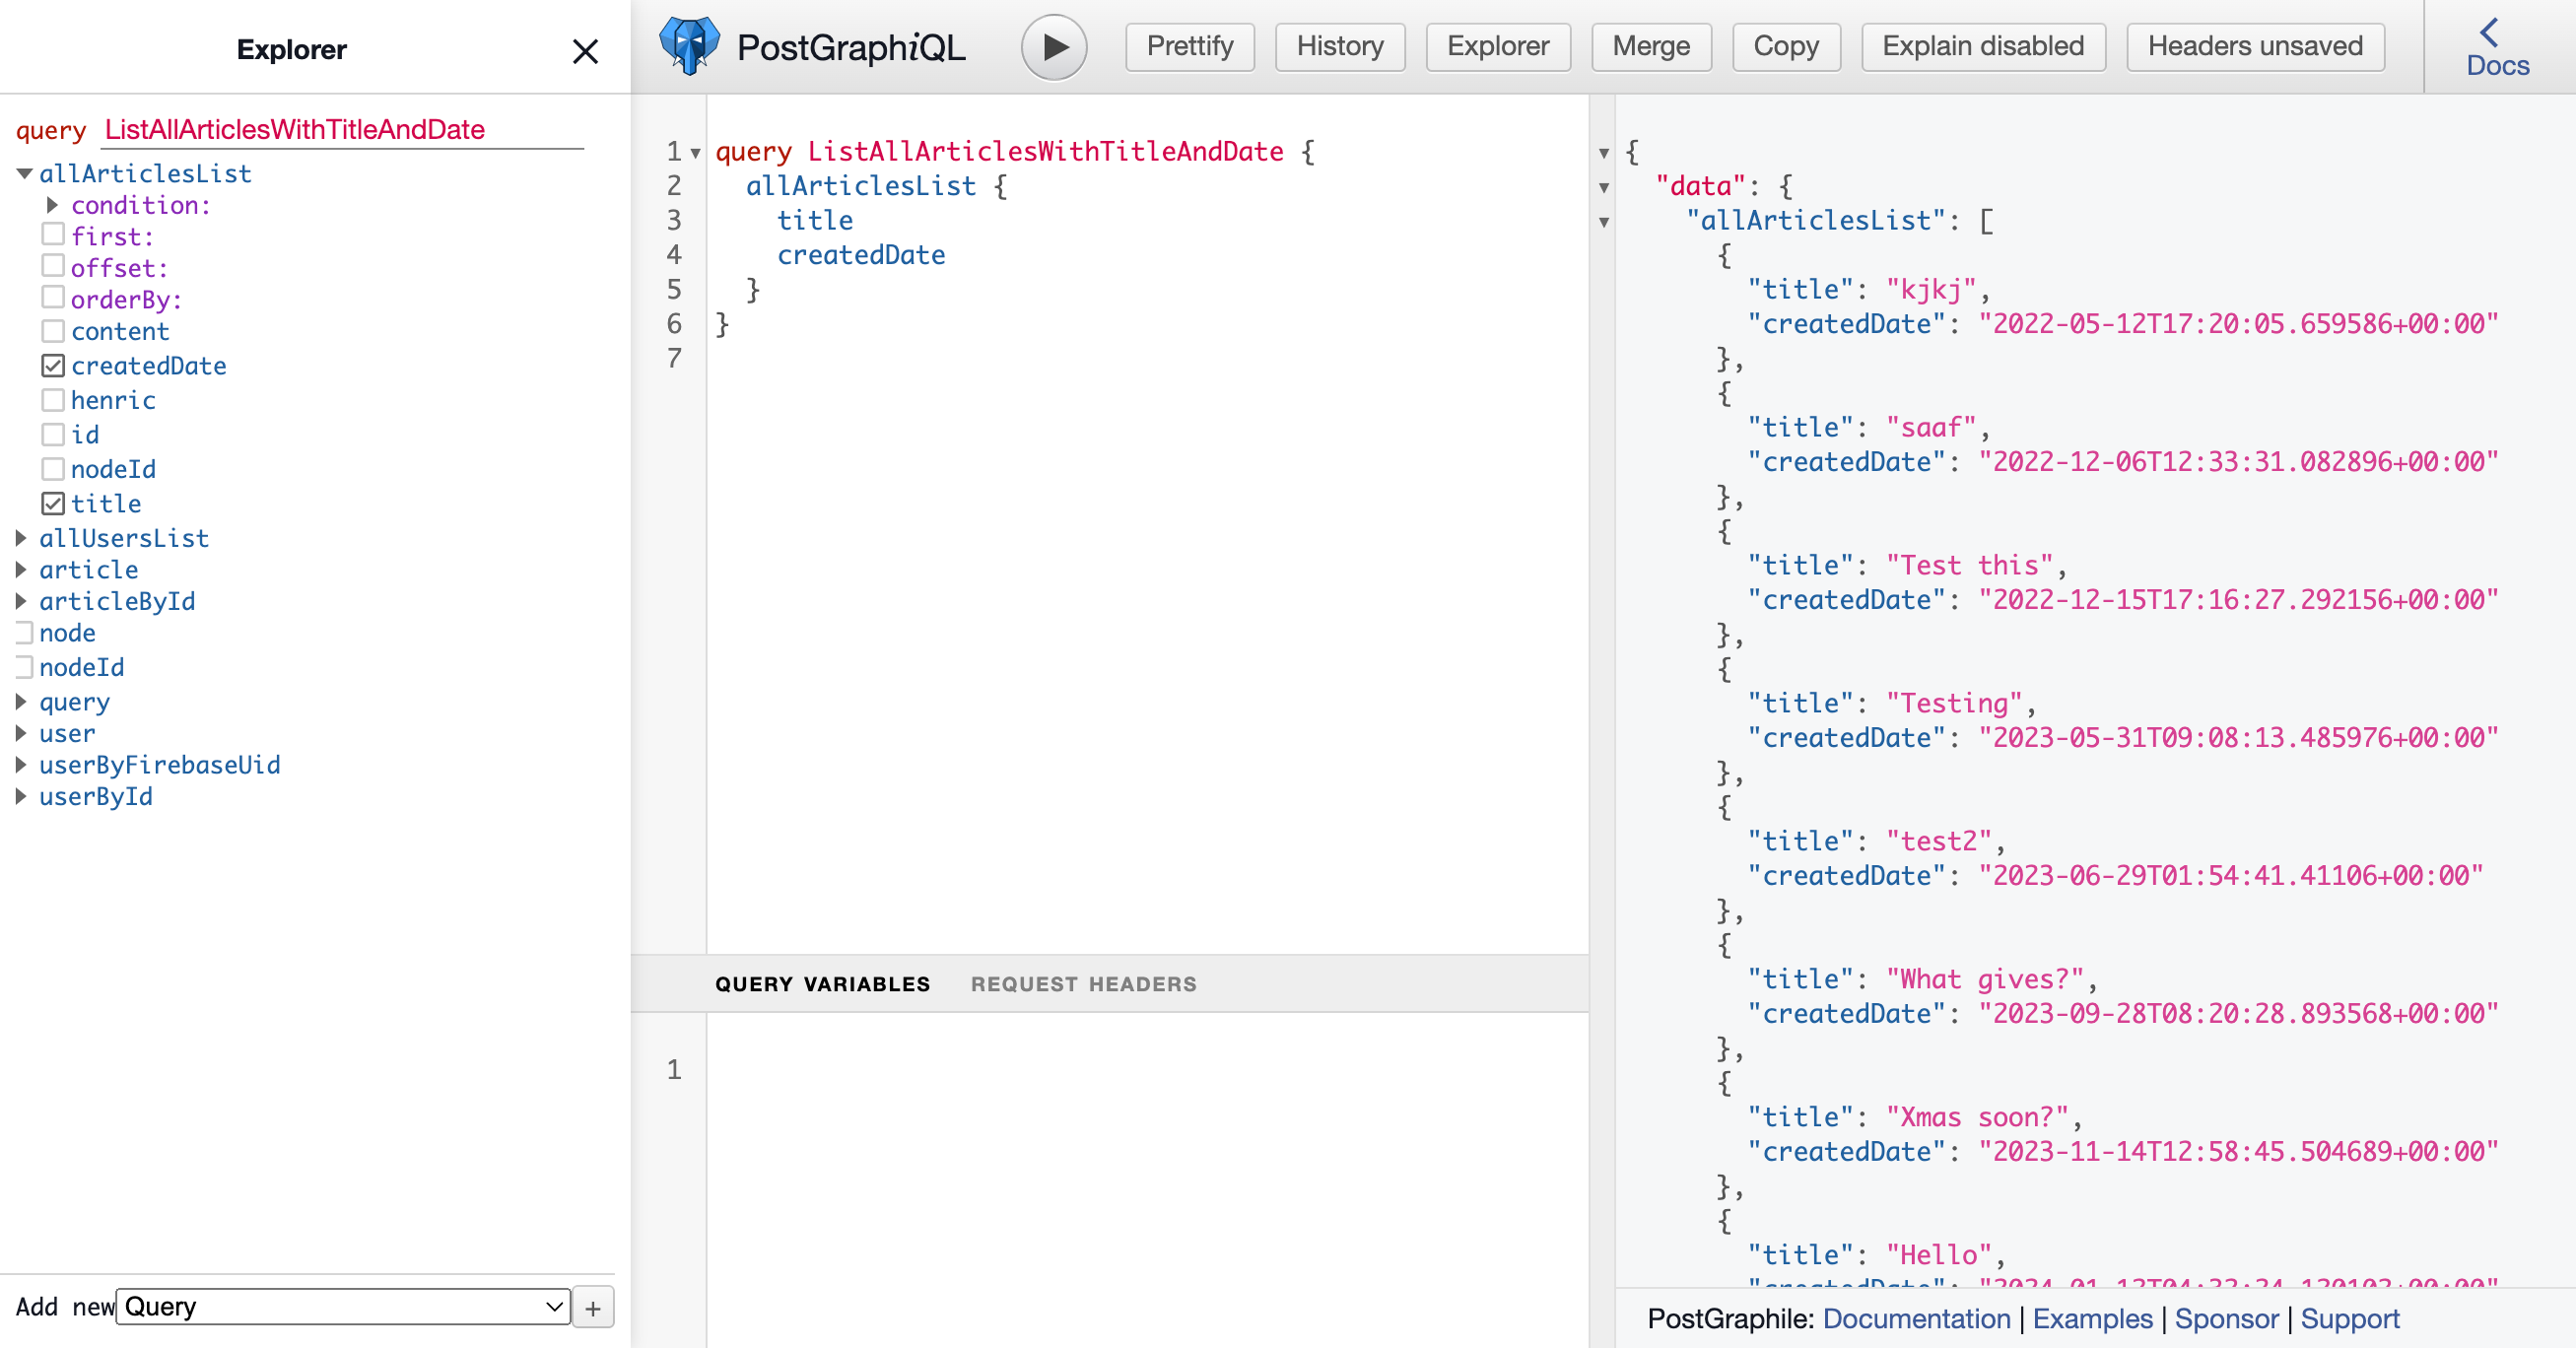 Explorer
query ListAllArticlesWithTitleAndDate
allArticlesList
condition:
first:
offset:
orderBy:
content
createdDate
henric
id
nodeId
title
allUsersList
article
articleById
node
nodeId
query
user
userByFirebaseUid
userById
Add new Query +
PostGraphiQL Prettify History Explorer Merge Copy Explain disabled Headers unsaved Docs
1 query ListAllArticlesWithTitleAndDate {
2 allArticlesList {
3 title
4 createdDate
5 }
6 }
7
QUERY VARIABLES REQUEST HEADERS
1
{
"data": {
"allArticlesList": [
{
"title": "kjkj",
"createdDate": "2022-05-12T17:20:05.659586+00:00"
},
{
"title": "saaf",
"createdDate": "2022-12-06T12:33:31.082896+00:00"
},
{
"title": "Test this",
"createdDate": "2022-12-15T17:16:27.292156+00:00"
},
{
"title": "Testing",
"createdDate": "2023-05-31T09:08:13.485976+00:00"
},
{
"title": "test2",
"createdDate": "2023-06-29T01:54:41.41106+00:00"
},
{
"title": "What gives?",
"createdDate": "2023-09-28T08:20:28.893568+00:00"
},
{
"title": "Xmas soon?",
"createdDate": "2023-11-14T12:58:45.504689+00:00"
},
{
"title": "Hello",
"createdDate":
PostGraphile: Documentation | Examples | Sponsor | Support